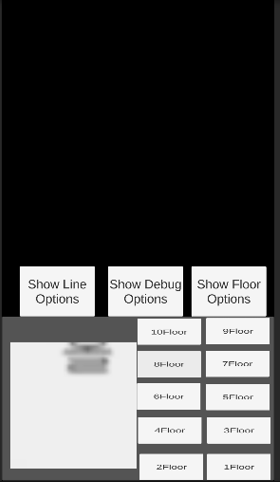 Show Line
Options
Show Debug
Options
Show Floor
Options
10Floor
9Floor
8Floor
7Floor
6Floor
5Floor
4Floor
3Floor
2Floor
1Floor